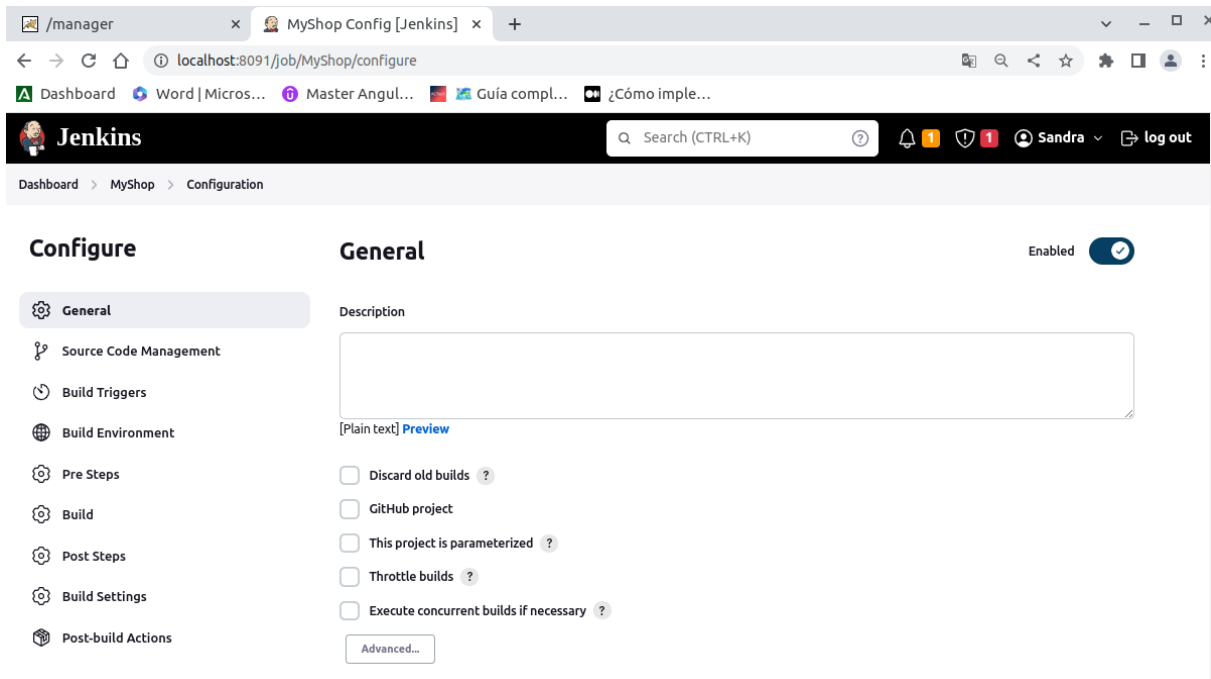 /manager × MyShop Config [Jenkins] × +
localhost:8091/job/MyShop/configure
Dashboard Word | Micros... Master Angul... Guía compl... ¿Cómo imple...
Jenkins Search (CTRL+K) ? 1 1 Sandra log out
Dashboard > MyShop > Configuration
Configure General Enabled
General Description
Source Code Management
Build Triggers
[Plain text] Preview
Build Environment
Pre Steps Discard old builds ?
Build GitHub project
This project is parameterized ?
Post Steps
Throttle builds ?
Build Settings
Execute concurrent builds if necessary ?
Post-build Actions
Advanced...